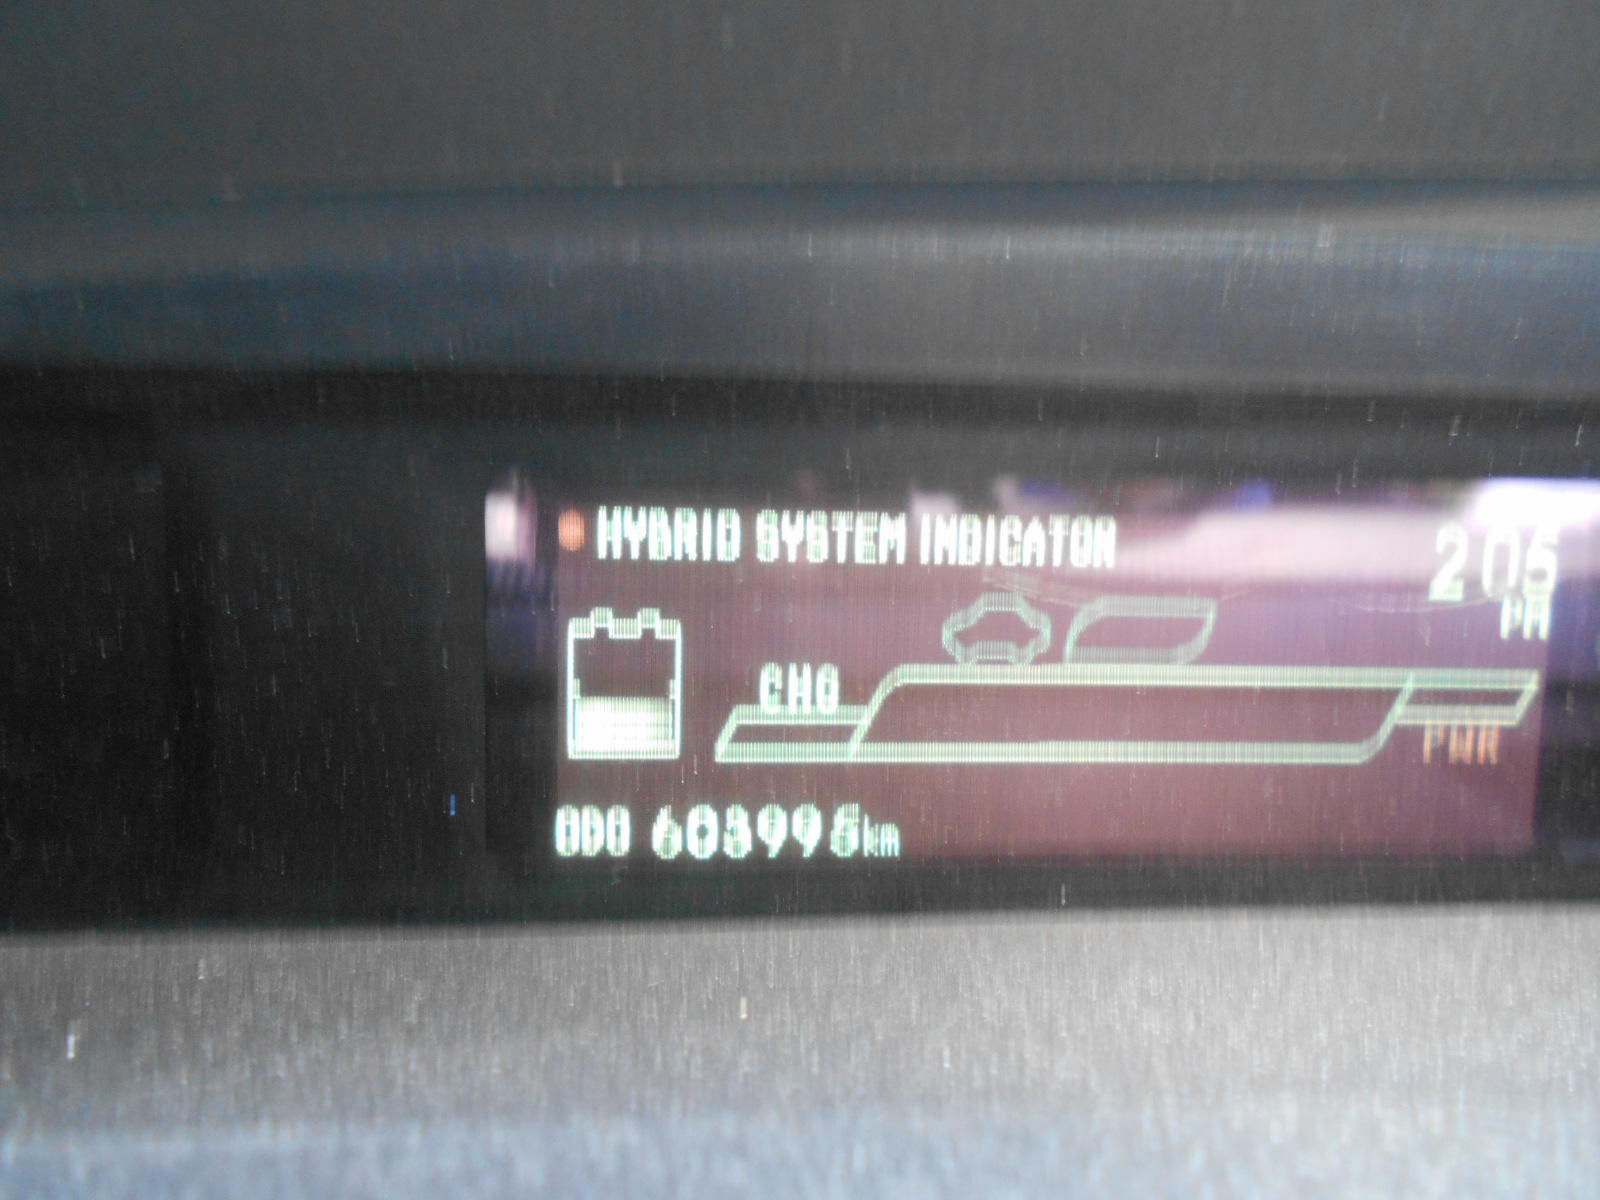 HYBRID SYSTEM INDICATOR
2:05
PM
CHG
PWR
ODO 603995km